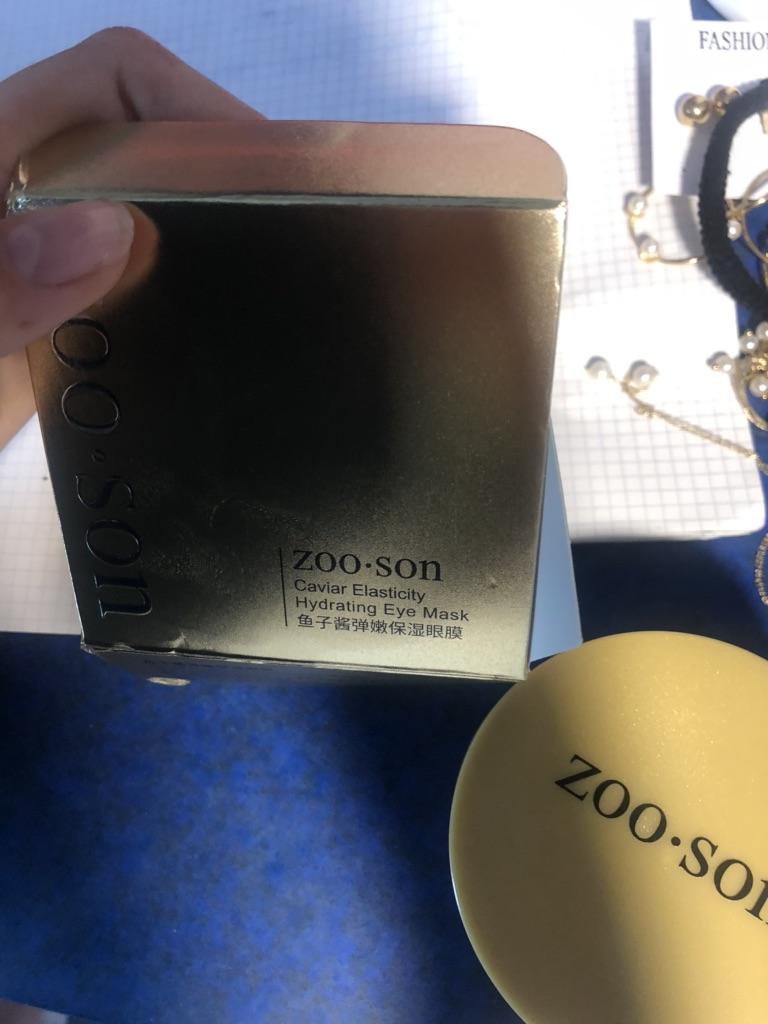 FASHION
zoo·son
zoo·son
Caviar Elasticity
Hydrating Eye Mask
鱼子酱弹嫩保湿眼膜
zoo·son